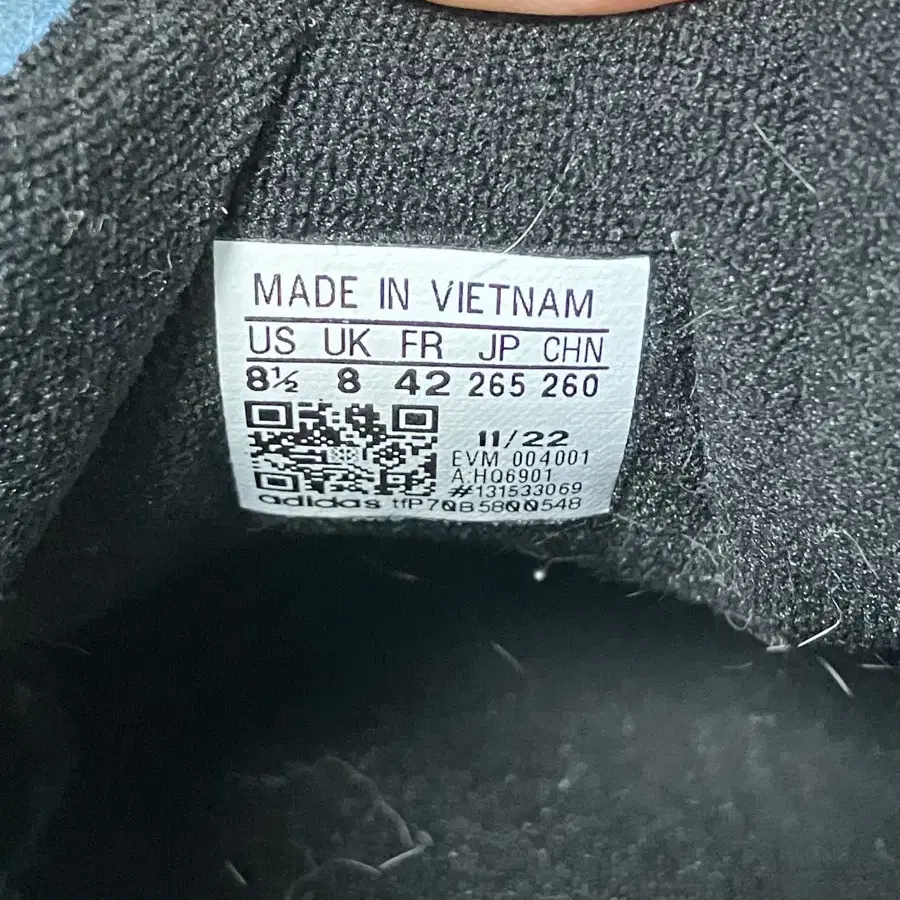 MADE IN VIETNAM
US UK FR JP CHN
8½ 8 42 265 260
11/22
EVM 004001
A.HQ6901
#131533069
adidas tfP70B5800548